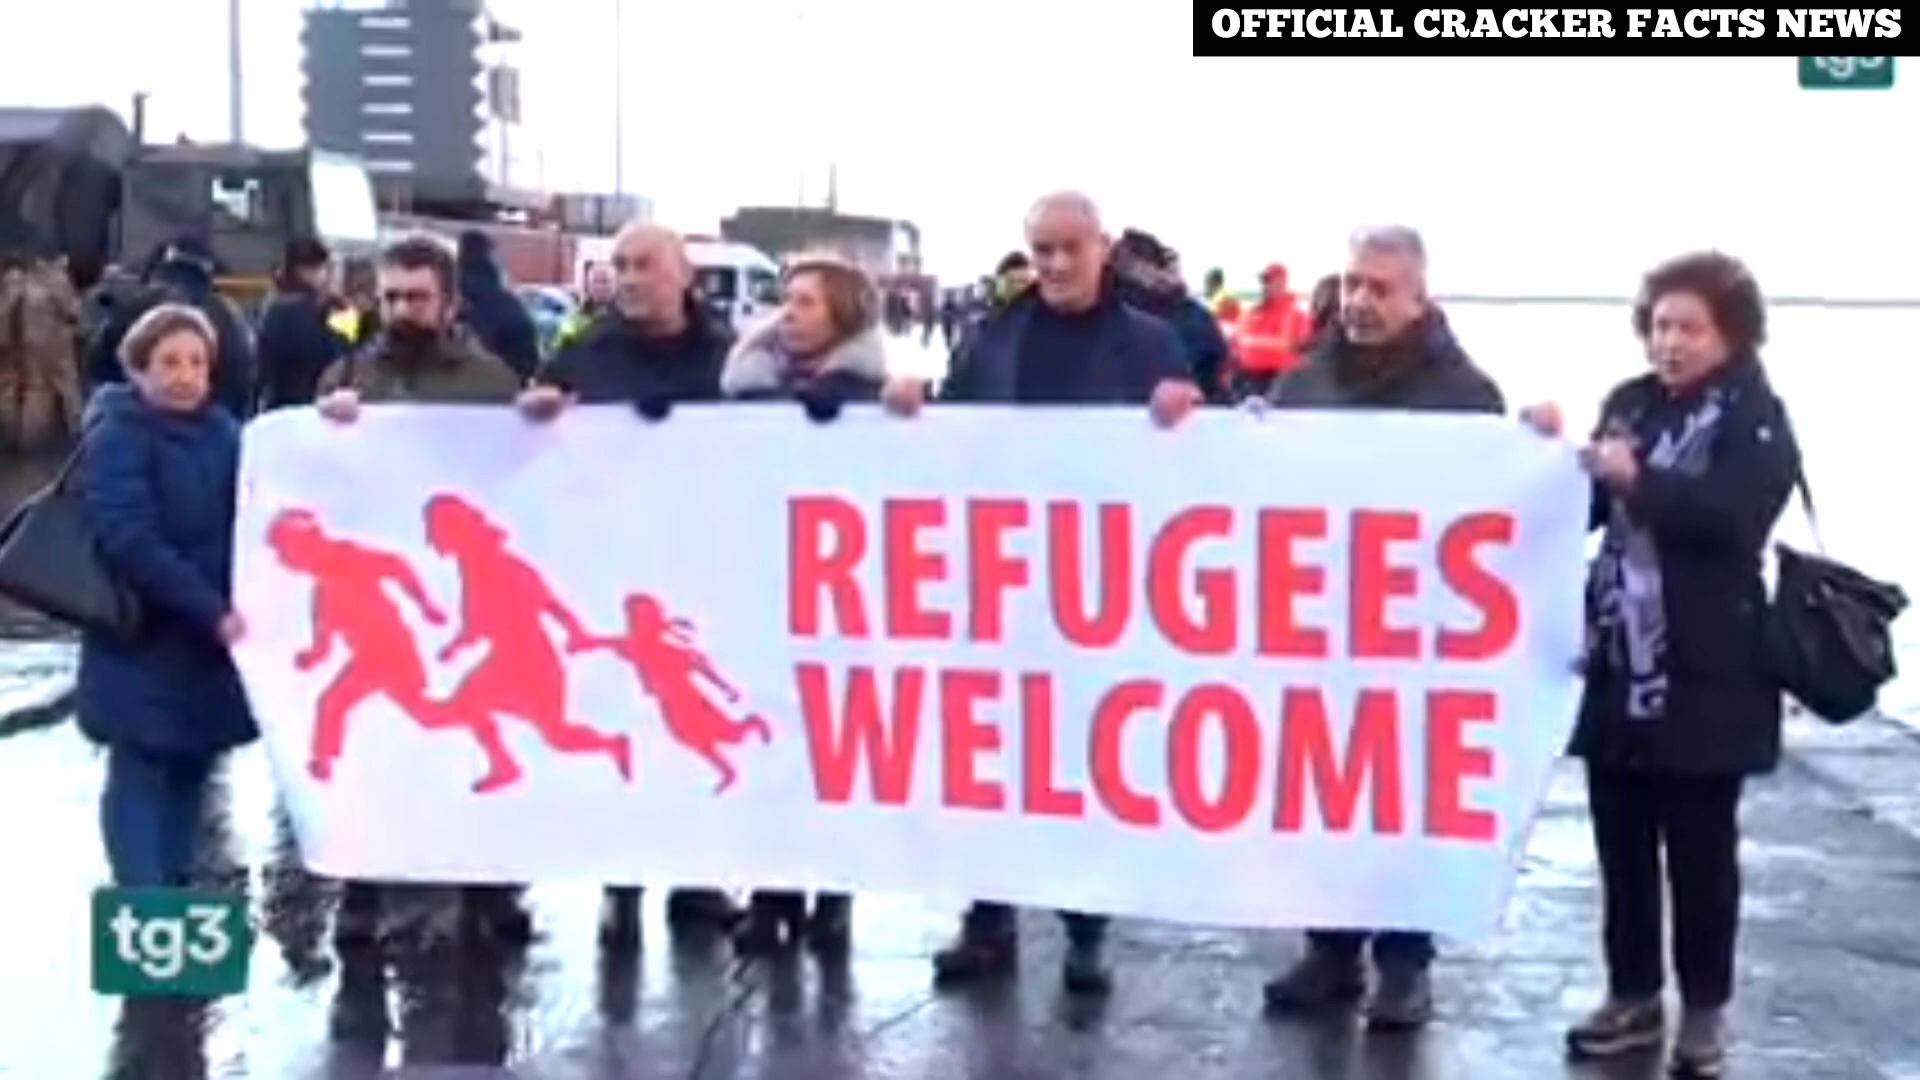 OFFICIAL CRACKER FACTS NEWS
tg3
REFUGEES
WELCOME
tg3